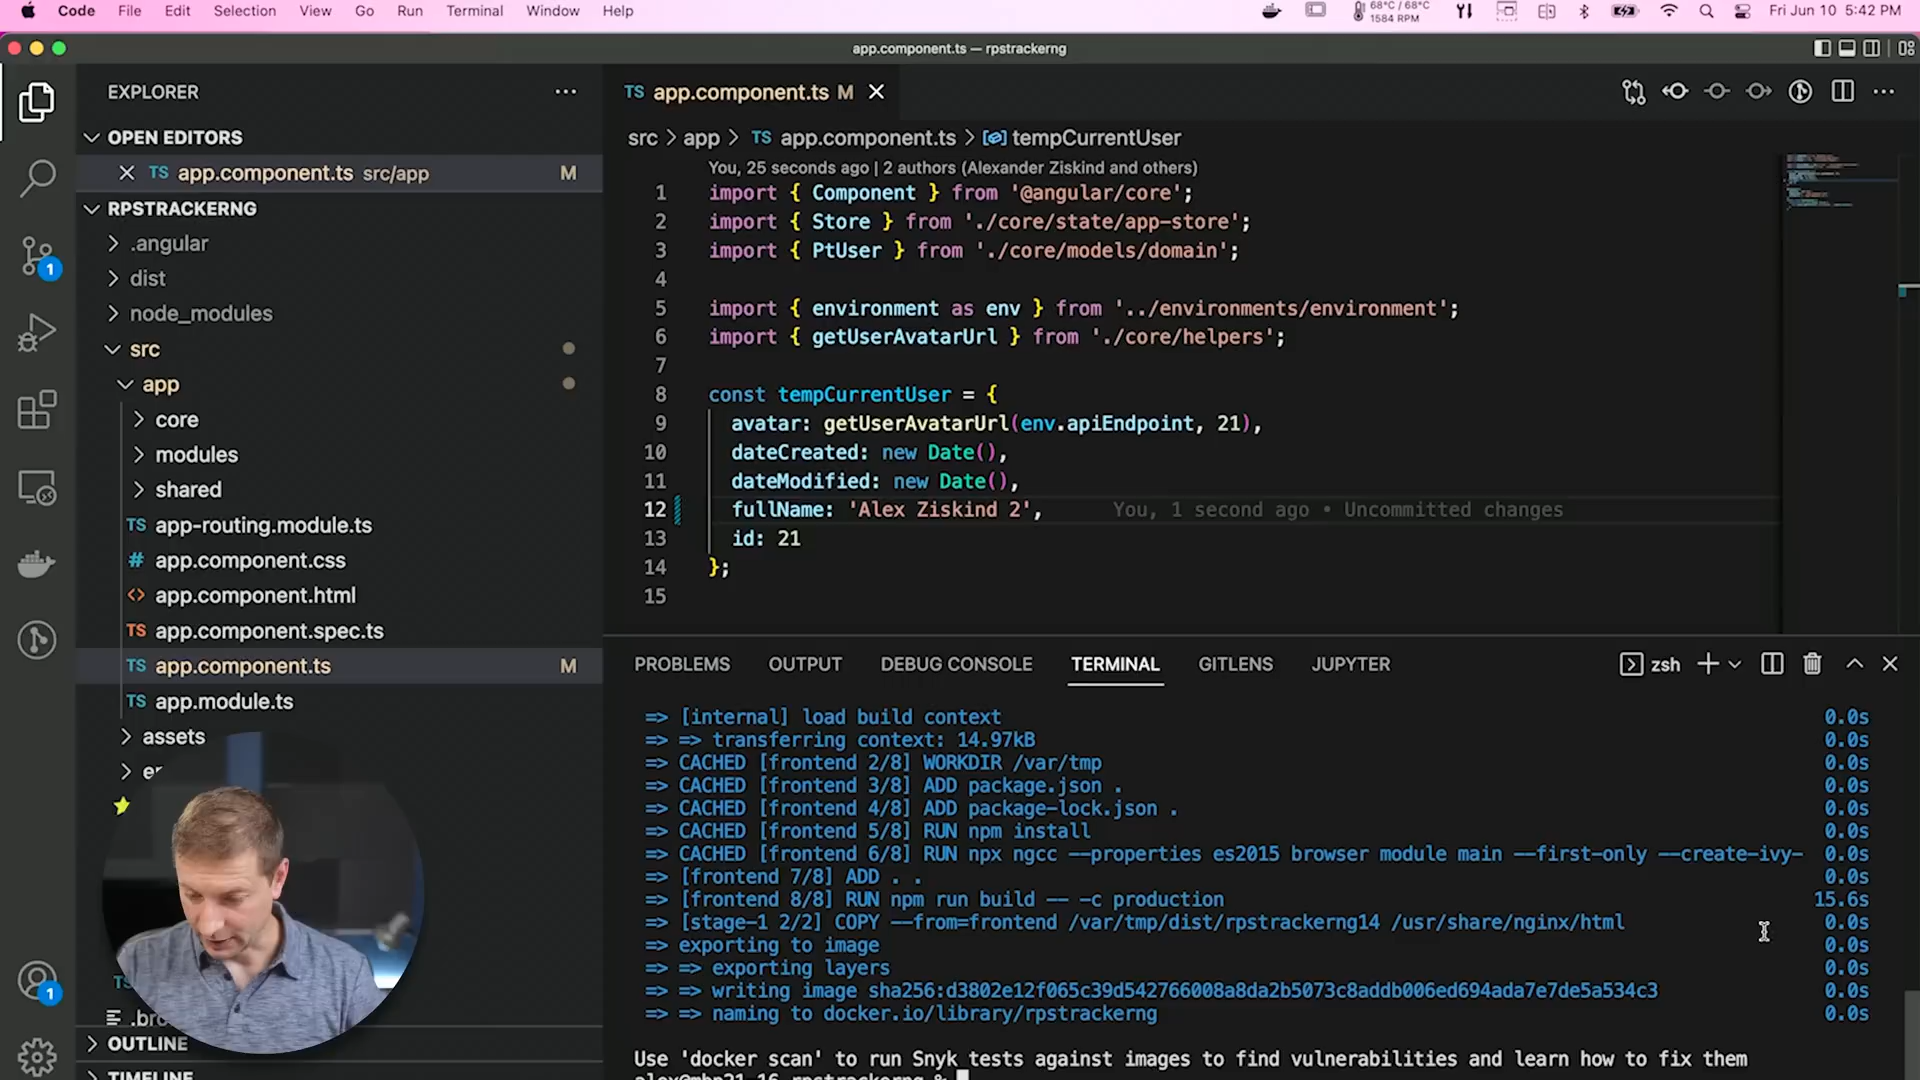 Code File Edit Selection View Go Run Terminal Window Help
68°C / 68°C
1584 RPM
Fri Jun 10 5:42 PM
app.component.ts — rpstrackerng
EXPLORER
OPEN EDITORS
TS app.component.ts src/app M
RPSTRACKERNG
.angular
dist
node_modules
src
app
core
modules
shared
TS app-routing.module.ts
# app.component.css
<> app.component.html
TS app.component.spec.ts
TS app.component.ts M
TS app.module.ts
assets
OUTLINE
TIMELINE
1
1
TS app.component.ts M
src > app > TS app.component.ts > tempCurrentUser
You, 25 seconds ago | 2 authors (Alexander Ziskind and others)
1 import { Component } from '@angular/core';
2 import { Store } from './core/state/app-store';
3 import { PtUser } from './core/models/domain';
4
5 import { environment as env } from '../environments/environment';
6 import { getUserAvatarUrl } from './core/helpers';
7
8 const tempCurrentUser = {
9 avatar: getUserAvatarUrl(env.apiEndpoint, 21),
10 dateCreated: new Date(),
11 dateModified: new Date(),
12 fullName: 'Alex Ziskind 2', You, 1 second ago • Uncommitted changes
13 id: 21
14 };
15
PROBLEMS OUTPUT DEBUG CONSOLE TERMINAL GITLENS JUPYTER zsh
=> [internal] load build context 0.0s
=> => transferring context: 14.97kB 0.0s
=> CACHED [frontend 2/8] WORKDIR /var/tmp 0.0s
=> CACHED [frontend 3/8] ADD package.json . 0.0s
=> CACHED [frontend 4/8] ADD package-lock.json . 0.0s
=> CACHED [frontend 5/8] RUN npm install 0.0s
=> CACHED [frontend 6/8] RUN npx ngcc --properties es2015 browser module main --first-only --create-ivy- 0.0s
=> [frontend 7/8] ADD . . 0.0s
=> [frontend 8/8] RUN npm run build -- -c production 15.6s
=> [stage-1 2/2] COPY --from=frontend /var/tmp/dist/rpstrackerng14 /usr/share/nginx/html 0.0s
=> exporting to image 0.0s
=> => exporting layers 0.0s
=> => writing image sha256:d3802e12f065c39d542766008a8da2b5073c8addb006ed694ada7e7de5a534c3 0.0s
=> => naming to docker.io/library/rpstrackerng 0.0s
Use 'docker scan' to run Snyk tests against images to find vulnerabilities and learn how to fix them
alex@mbp21-16 rpstrackerng %